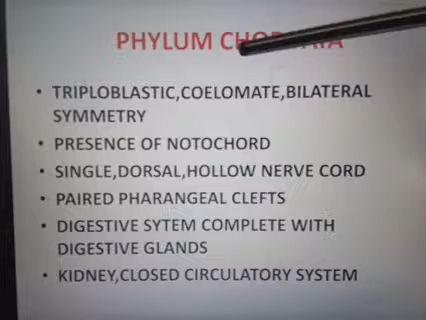 PHYLUM
• TRIPLOBLASTIC,COELOMATE,BILATERAL
SYMMETRY
• PRESENCE OF NOTOCHORD
• SINGLE,DORSAL,HOLLOW NERVE CORD
• PAIRED PHARANGEAL CLEFTS
• DIGESTIVE SYTEM COMPLETE WITH
DIGESTIVE GLANDS
• KIDNEY,CLOSED CIRCULATORY SYSTEM